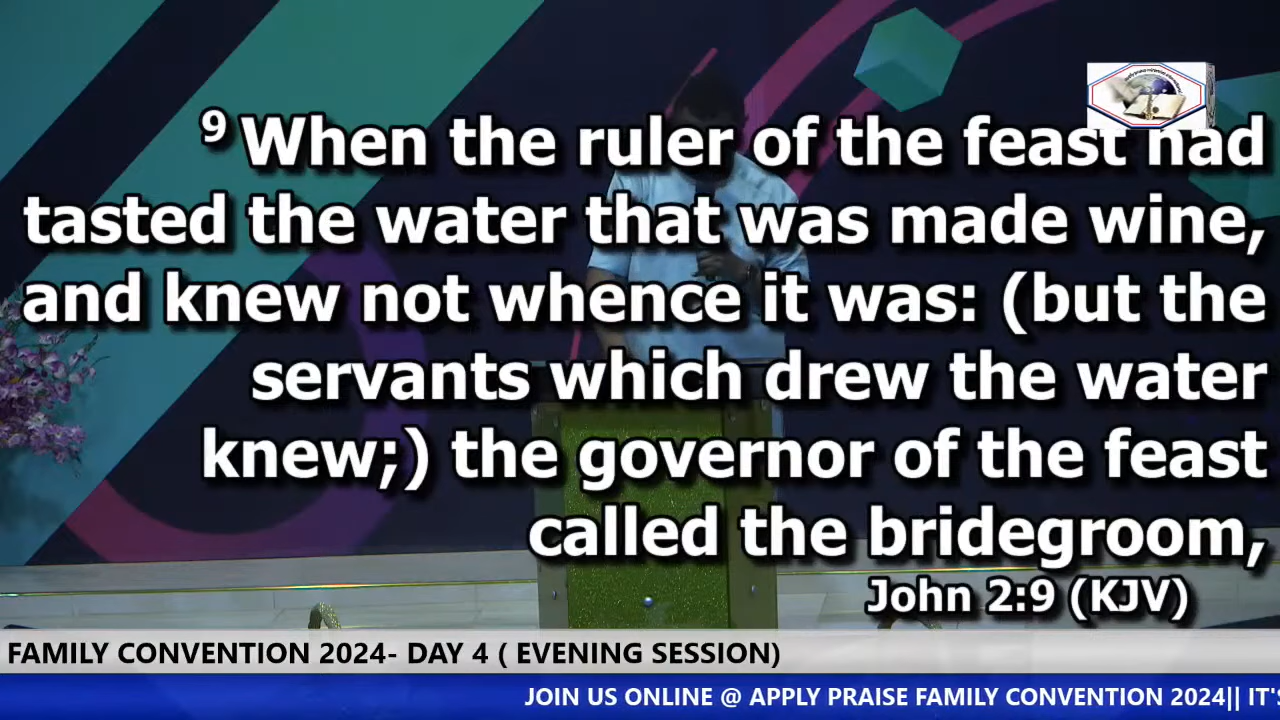 9 When the ruler of the feast had
tasted the water that was made wine,
and knew not whence it was: (but the
servants which drew the water
knew;) the governor of the feast
called the bridegroom,
John 2:9 (KJV)
FAMILY CONVENTION 2024- DAY 4 ( EVENING SESSION)
JOIN US ONLINE @ APPLY PRAISE FAMILY CONVENTION 2024|| IT'S